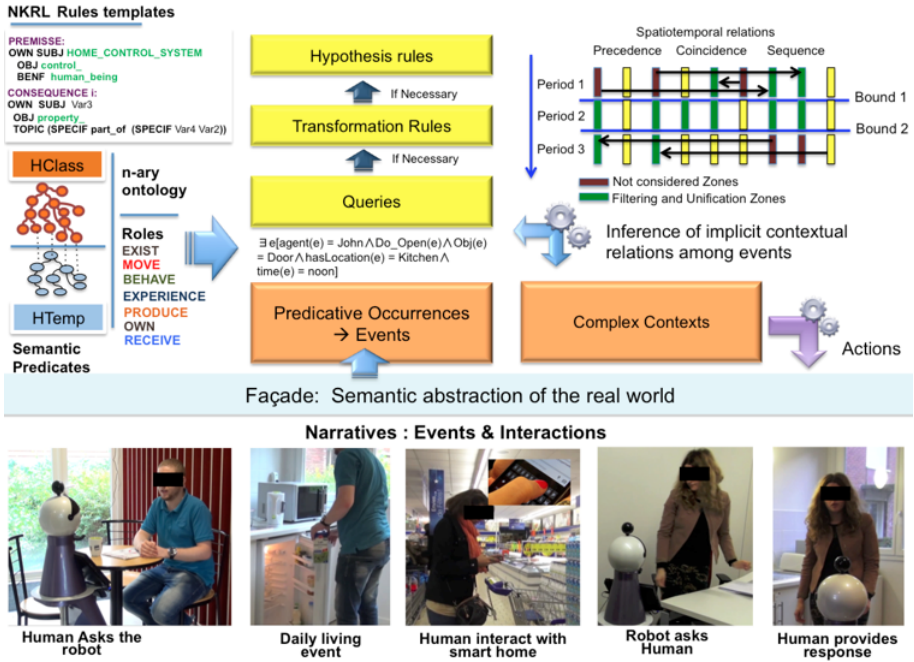 NKRL Rules templates
PREMISSE:
OWN SUBJ HOME_CONTROL_SYSTEM
OBJ control_
BENF human_being
CONSEQUENCE i:
OWN SUBJ Var3
OBJ property_
TOPIC (SPECIF part_of (SPECIF Var4 Var2))
HClass
HTemp
Semantic
Predicates
n-ary
ontology
Roles
EXIST
MOVE
BEHAVE
EXPERIENCE
PRODUCE
OWN
RECEIVE
Hypothesis rules
If Necessary
Transformation Rules
If Necessary
Queries
∃ e[agent(e) = John∧Do_Open(e)∧Obj(e)
= Door∧hasLocation(e) = Kitchen∧
time(e) = noon]
Predicative Occurrences
→ Events
Spatiotemporal relations
Precedence Coincidence Sequence
Period 1
Bound 1
Period 2
Bound 2
Period 3
Not considered Zones
Filtering and Unification Zones
Inference of implicit contextual
relations among events
Complex Contexts
Actions
Façade: Semantic abstraction of the real world
Narratives : Events & Interactions
Human Asks the
robot
Daily living
event
Human interact with
smart home
Robot asks
Human
Human provides
response